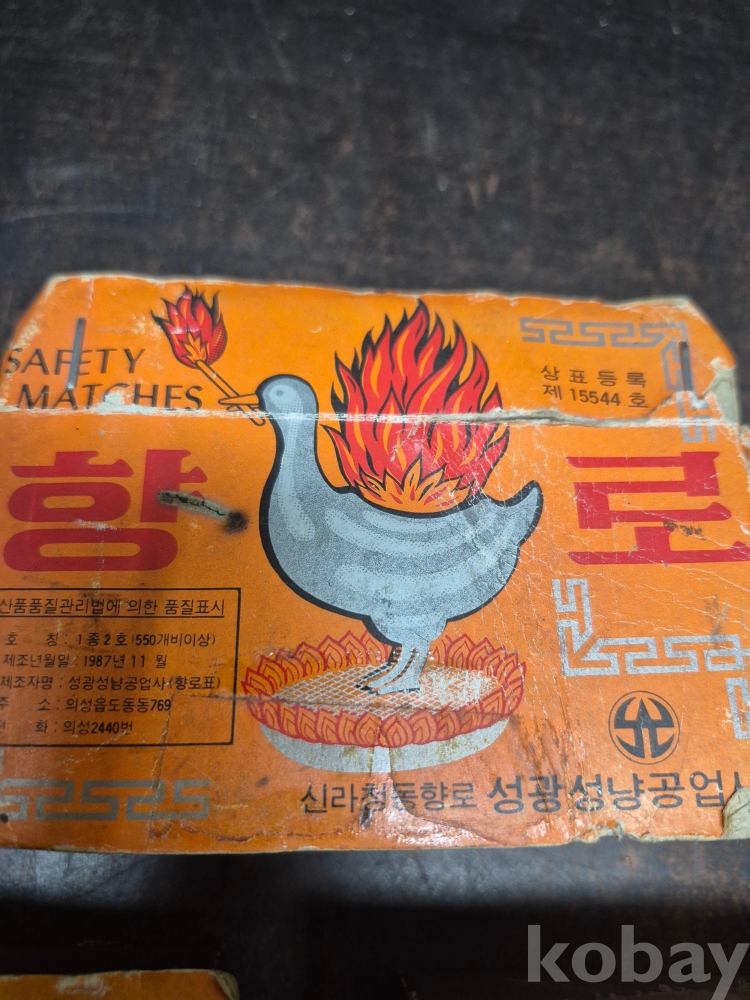 SAFETY
MATCHES
상표등록
제 15544 호
향로
산품품질관리법에 의한 품질표시
호 칭 : 1종2호 (550개비이상)
제조년월일 : 1987년 11 월
제조자명 : 성광성냥공업사 (향로표)
주 소 : 의성읍도동동769
전 화 : 의성2440번
신라청동향로 성광성냥공업사
kobay